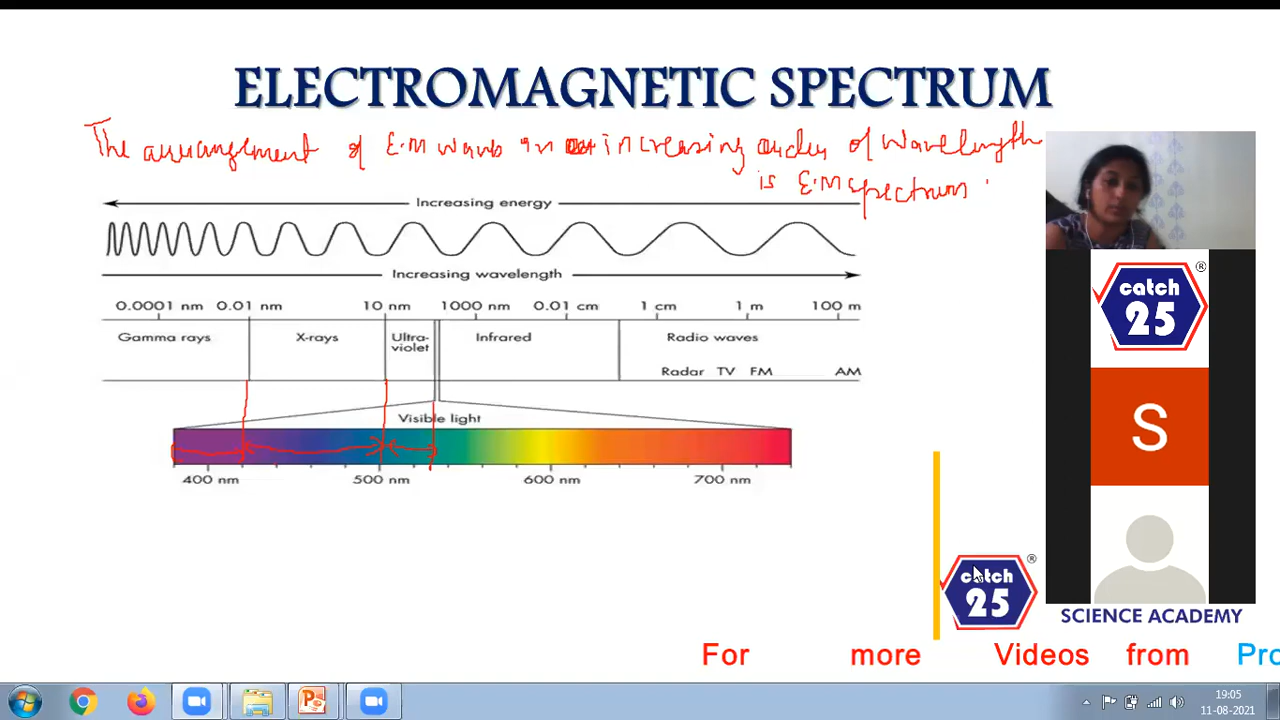 ELECTROMAGNETIC SPECTRUM
The arrangement of E.M waves in increasing order of wavelength
is E.M spectrum.
Increasing energy
Increasing wavelength
0.0001 nm 0.01 nm 10 nm 1000 nm 0.01 cm 1 cm 1 m 100 m
Gamma rays X-rays Ultra-violet Infrared Radio waves
Radar TV FM AM
Visible light
400 nm 500 nm 600 nm 700 nm
catch
25
®
S
catch
25
®
SCIENCE ACADEMY
For more Videos from Pro
19:05
11-08-2021